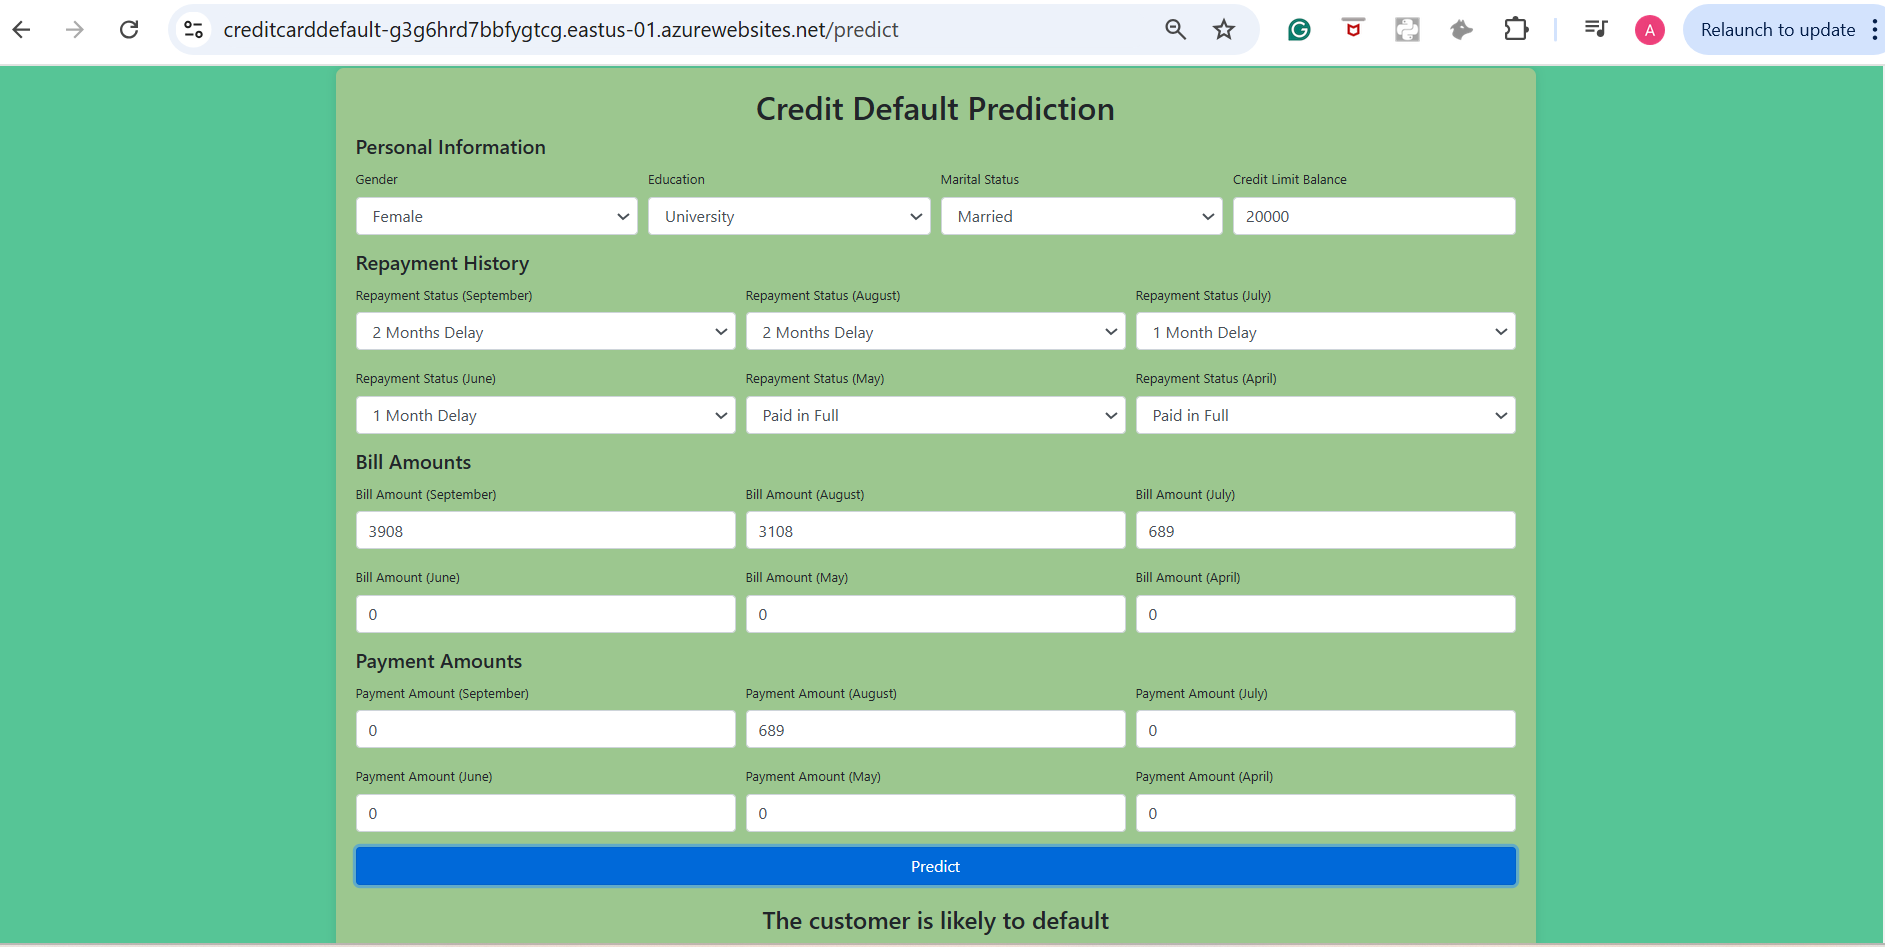 creditcarddefault-g3g6hrd7bbfygtcg.eastus-01.azurewebsites.net/predict A Relaunch to update
Credit Default Prediction
Personal Information
Gender Education Marital Status Credit Limit Balance
Female University Married 20000
Repayment History
Repayment Status (September) Repayment Status (August) Repayment Status (July)
2 Months Delay 2 Months Delay 1 Month Delay
Repayment Status (June) Repayment Status (May) Repayment Status (April)
1 Month Delay Paid in Full Paid in Full
Bill Amounts
Bill Amount (September) Bill Amount (August) Bill Amount (July)
3908 3108 689
Bill Amount (June) Bill Amount (May) Bill Amount (April)
0 0 0
Payment Amounts
Payment Amount (September) Payment Amount (August) Payment Amount (July)
0 689 0
Payment Amount (June) Payment Amount (May) Payment Amount (April)
0 0 0
Predict
The customer is likely to default